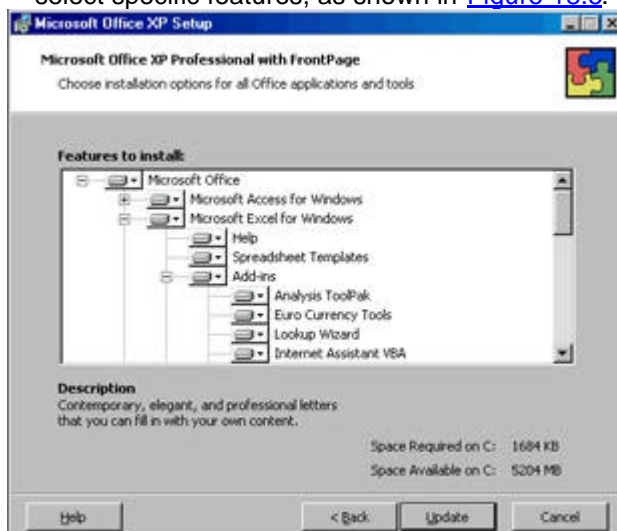 select specific features, as shown in
Microsoft Office XP Setup
Microsoft Office XP Professional with FrontPage
Choose installation options for all Office applications and tools
Features to install:
Microsoft Office
Microsoft Access for Windows
Microsoft Excel for Windows
Help
Spreadsheet Templates
Add-ins
Analysis ToolPak
Euro Currency Tools
Lookup Wizard
Internet Assistant VBA
Description
Contemporary, elegant, and professional letters
that you can fill in with your own content.
Space Required on C: 1684 KB
Space Available on C: 5204 MB
Help
< Back
Update
Cancel